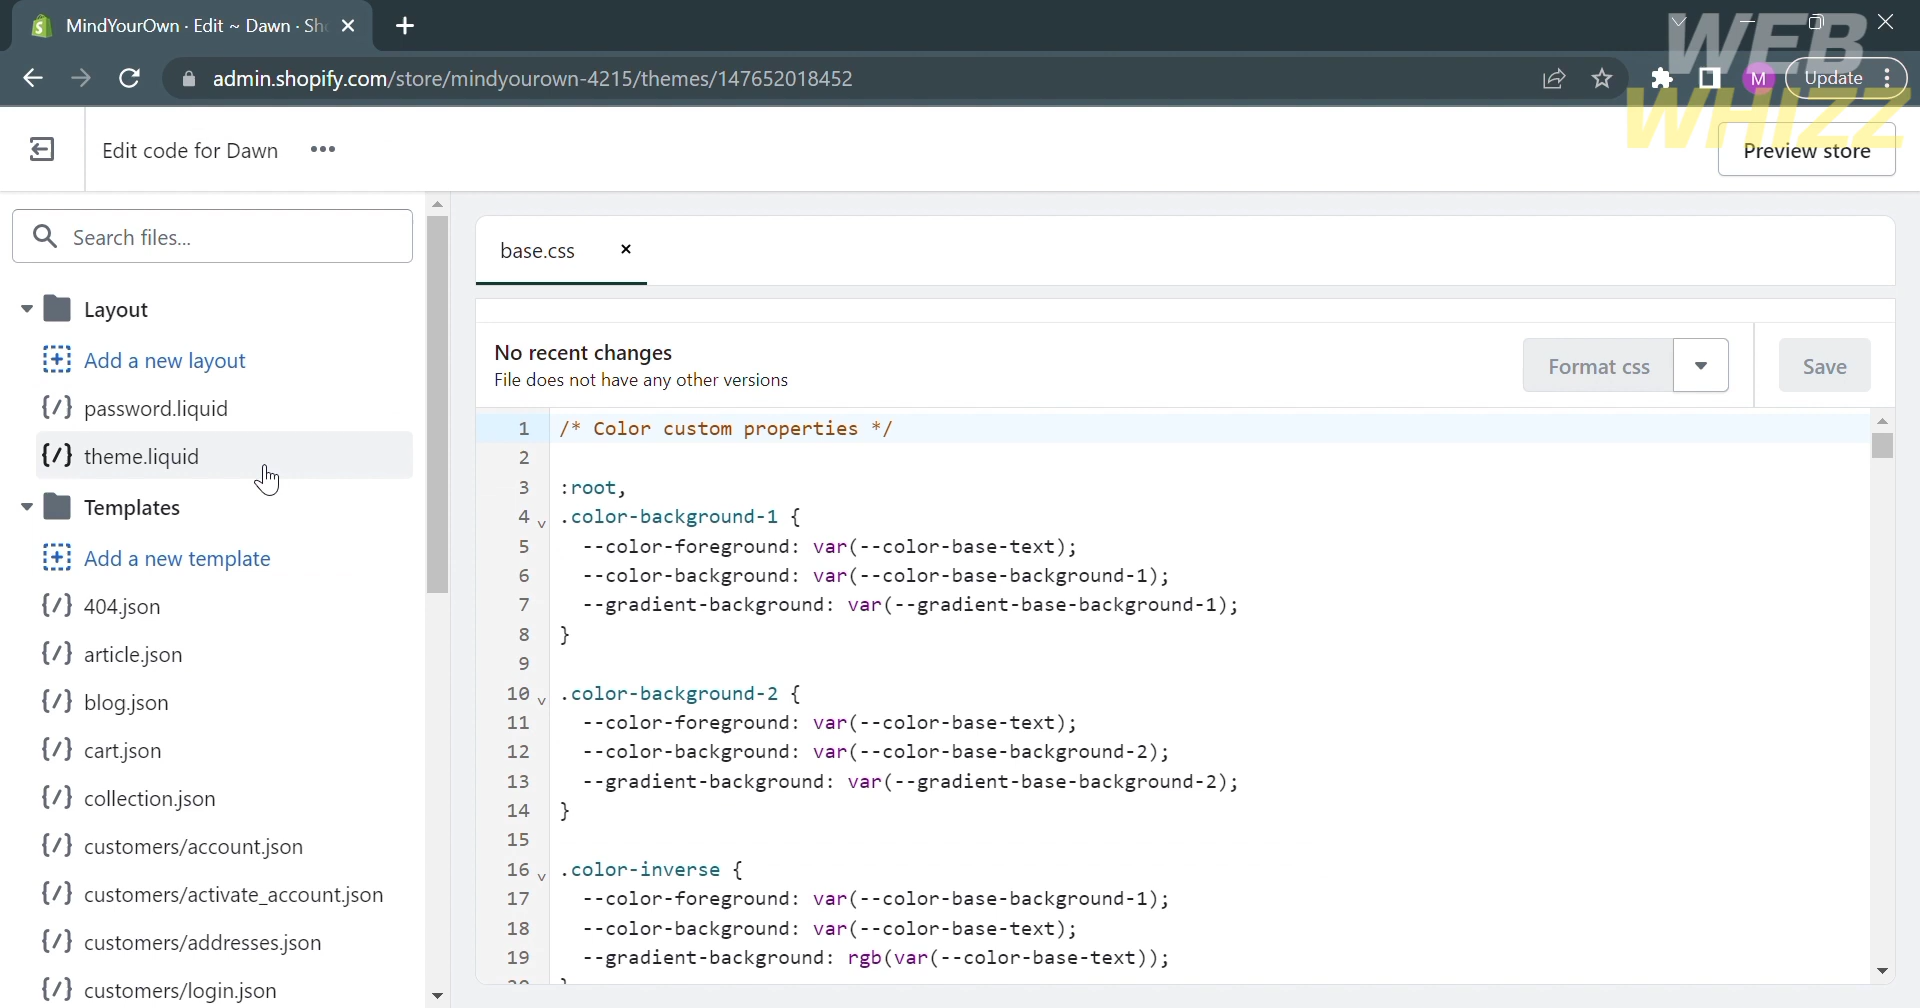 MindYourOwn · Edit ~ Dawn · Sh
admin.shopify.com/store/mindyourown-4215/themes/147652018452
M
Update
WEB
WHIZZ
Edit code for Dawn
Preview store
Search files...
Layout
Add a new layout
{/} password.liquid
{/} theme.liquid
Templates
Add a new template
{/} 404.json
{/} article.json
{/} blog.json
{/} cart.json
{/} collection.json
{/} customers/account.json
{/} customers/activate_account.json
{/} customers/addresses.json
{/} customers/login.json
base.css
No recent changes
File does not have any other versions
Format css
Save
1 /* Color custom properties */
2
3 :root,
4 .color-background-1 {
5 --color-foreground: var(--color-base-text);
6 --color-background: var(--color-base-background-1);
7 --gradient-background: var(--gradient-base-background-1);
8 }
9
10 .color-background-2 {
11 --color-foreground: var(--color-base-text);
12 --color-background: var(--color-base-background-2);
13 --gradient-background: var(--gradient-base-background-2);
14 }
15
16 .color-inverse {
17 --color-foreground: var(--color-base-background-1);
18 --color-background: var(--color-base-text);
19 --gradient-background: rgb(var(--color-base-text));